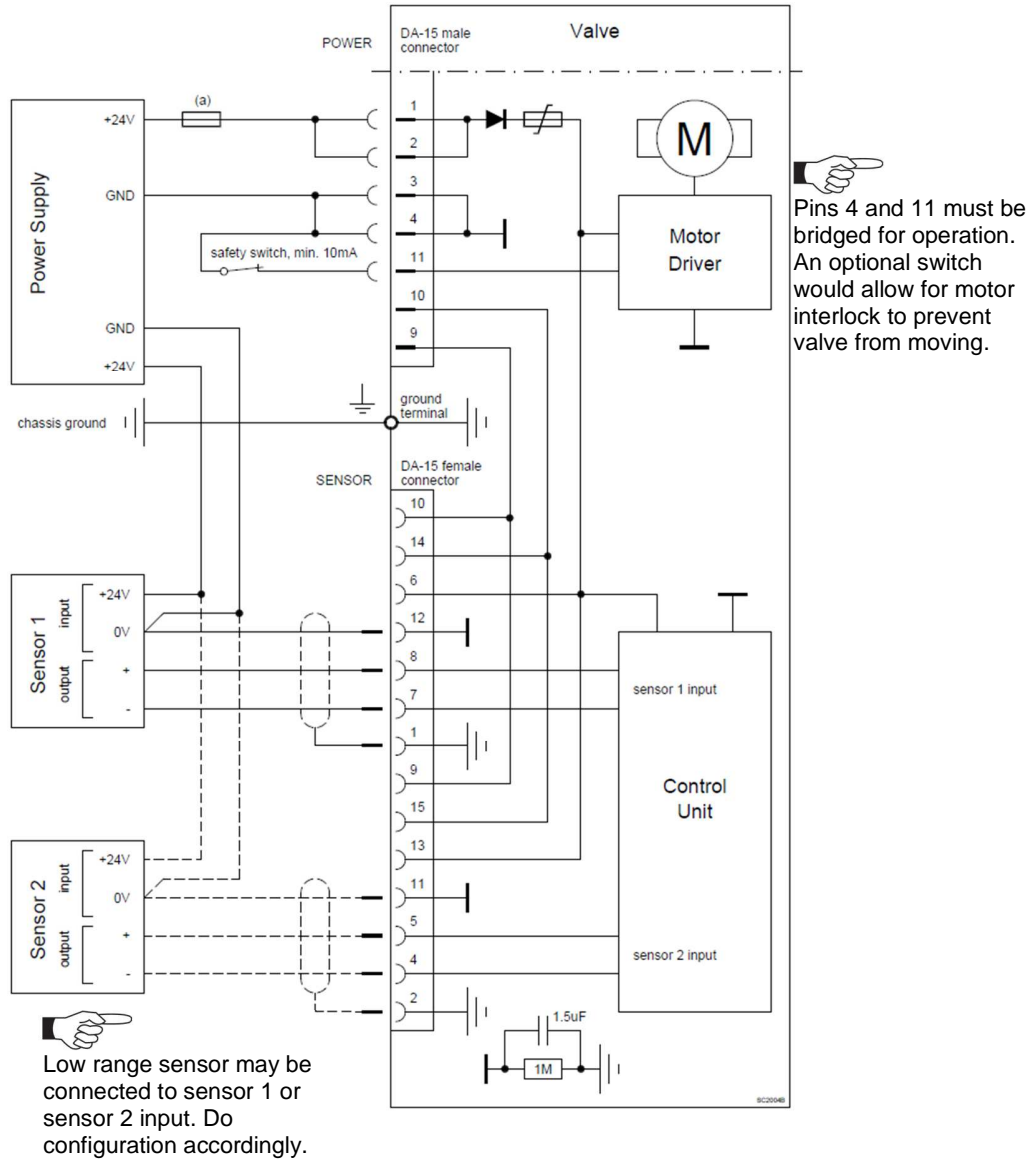 POWER
DA-15 male
connector
Valve
Power Supply
+24V
(a)
GND
safety switch, min. 10mA
GND
+24V
1
2
3
4
11
10
9
M
Motor
Driver
Pins 4 and 11 must be
bridged for operation.
An optional switch
would allow for motor
interlock to prevent
valve from moving.
chassis ground
ground
terminal
SENSOR
DA-15 female
connector
10
14
6
12
8
7
1
9
15
13
11
5
4
2
Sensor 1
input
+24V
0V
output
+
-
Sensor 2
input
+24V
0V
output
+
-
sensor 1 input
Control
Unit
sensor 2 input
1.5uF
1M
SC2004B
Low range sensor may be
connected to sensor 1 or
sensor 2 input. Do
configuration accordingly.